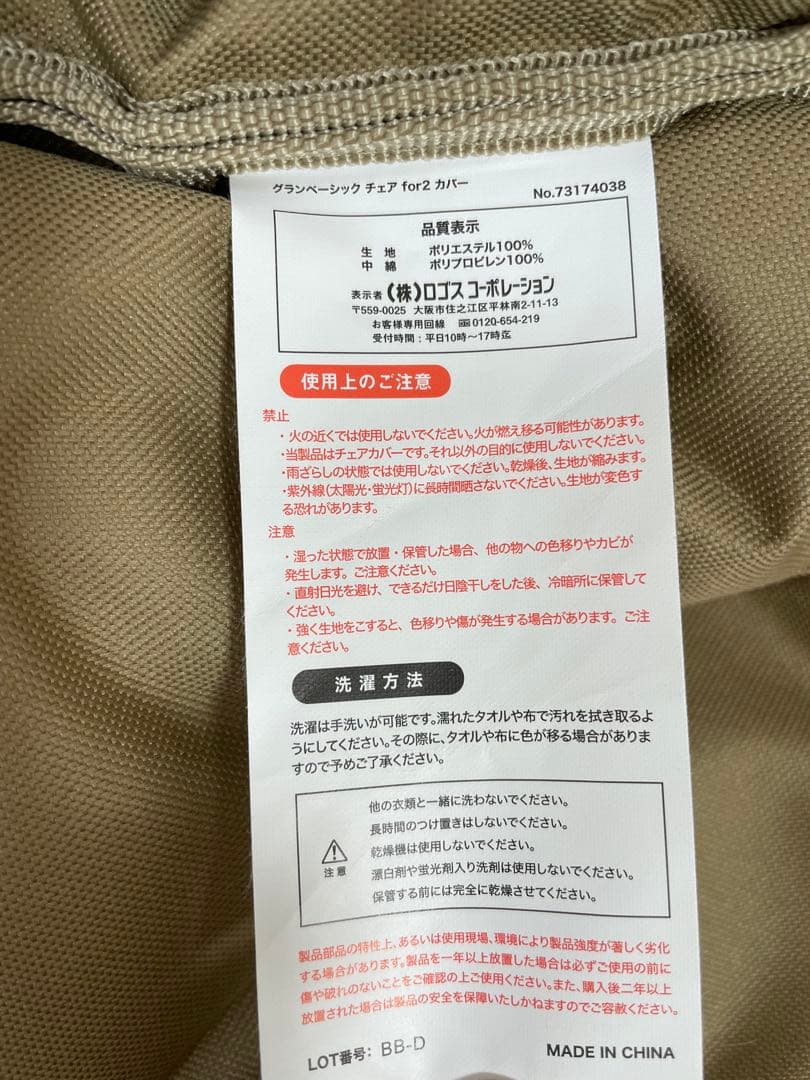 グランベーシック チェア for2 カバー
No.73174038
品質表示
生 地 ポリエステル100%
中 綿 ポリプロピレン100%
表示者 (株)ロゴス コーポレーション
〒559-0025 大阪市住之江区平林南2-11-13
お客様専用回線 0120-654-219
受付時間：平日10時〜17時迄
使用上のご注意
禁止
・火の近くでは使用しないでください。火が燃え移る可能性があります。
・当製品はチェアカバーです。それ以外の目的に使用しないでください。
・雨ざらしの状態では使用しないでください。乾燥後、生地が縮みます。
・紫外線(太陽光・蛍光灯)に長時間晒さないでください。生地が変色す
る恐れがあります。
注意
・湿った状態で放置・保管した場合、他の物への色移りやカビが
発生します。ご注意ください。
・直射日光を避け、できるだけ日陰干しをした後、冷暗所に保管して
ください。
・強く生地をこすると、色移りや傷が発生する場合があります。ご注
意ください。
洗濯方法
洗濯は手洗いが可能です。濡れたタオルや布で汚れを拭き取るよ
うにしてください。その際に、タオルや布に色が移る場合がありま
すので予めご了承ください。
他の衣類と一緒に洗わないでください。
長時間のつけ置きはしないでください。
乾燥機は使用しないでください。
漂白剤や蛍光剤入り洗剤は使用しないでください。
保管する前には完全に乾燥させてください。
注意
製品部品の特性上、あるいは使用現場、環境により製品強度が著しく劣化
する場合があります。製品を一年以上放置した場合は必ずご使用の前に
傷や破れのないことをご確認の上ご使用ください。また、購入後二年以上
放置された場合は製品の安全を保障いたしかねますのでご容赦ください。
LOT番号： BB-D
MADE IN CHINA